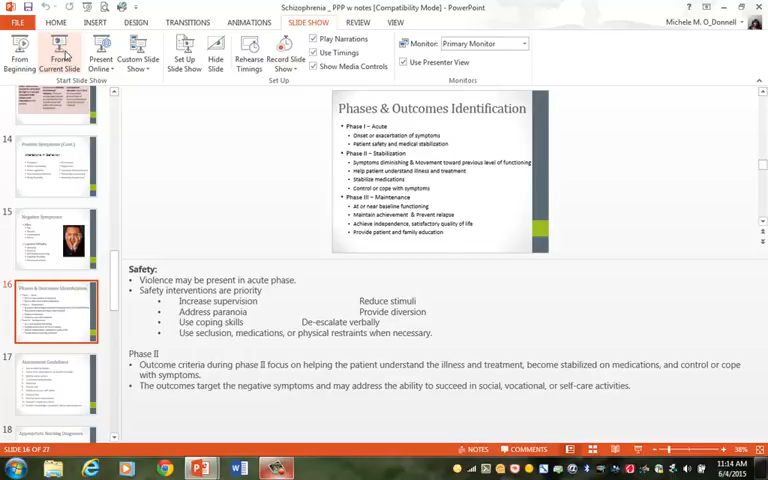 Schizophrenia _ PPP w notes [Compatibility Mode] - PowerPoint
FILE HOME INSERT DESIGN TRANSITIONS ANIMATIONS SLIDE SHOW REVIEW VIEW
Michele M. O_Donnell
From Beginning
From Current Slide
Present Online
Custom Slide Show
Set Up Slide Show
Hide Slide
Rehearse Timings
Record Slide Show
Play Narrations
Use Timings
Show Media Controls
Monitor: Primary Monitor
Use Presenter View
Start Slide Show
Set Up
Monitors
14
Positive Symptoms (Cont.)
15
Negative Symptoms
16
Phases & Outcomes Identification
17
Assessment Guidelines
18
Appropriate Nursing Diagnoses
Phases & Outcomes Identification
• Phase I – Acute
• Onset or exacerbation of symptoms
• Patient safety and medical stabilization
• Phase II – Stabilization
• Symptoms diminishing & Movement toward previous level of functioning
• Help patient understand illness and treatment
• Stabilize medications
• Control or cope with symptoms
• Phase III – Maintenance
• At or near baseline functioning
• Maintain achievement & Prevent relapse
• Achieve independence, satisfactory quality of life
• Provide patient and family education
Safety:
• Violence may be present in acute phase.
• Safety interventions are priority
• Increase supervision Reduce stimuli
• Address paranoia Provide diversion
• Use coping skills De-escalate verbally
• Use seclusion, medications, or physical restraints when necessary.
Phase II
• Outcome criteria during phase II focus on helping the patient understand the illness and treatment, become stabilized on medications, and control or cope
with symptoms.
• The outcomes target the negative symptoms and may address the ability to succeed in social, vocational, or self-care activities.
SLIDE 16 OF 27
NOTES COMMENTS
38%
11:14 AM
6/4/2015